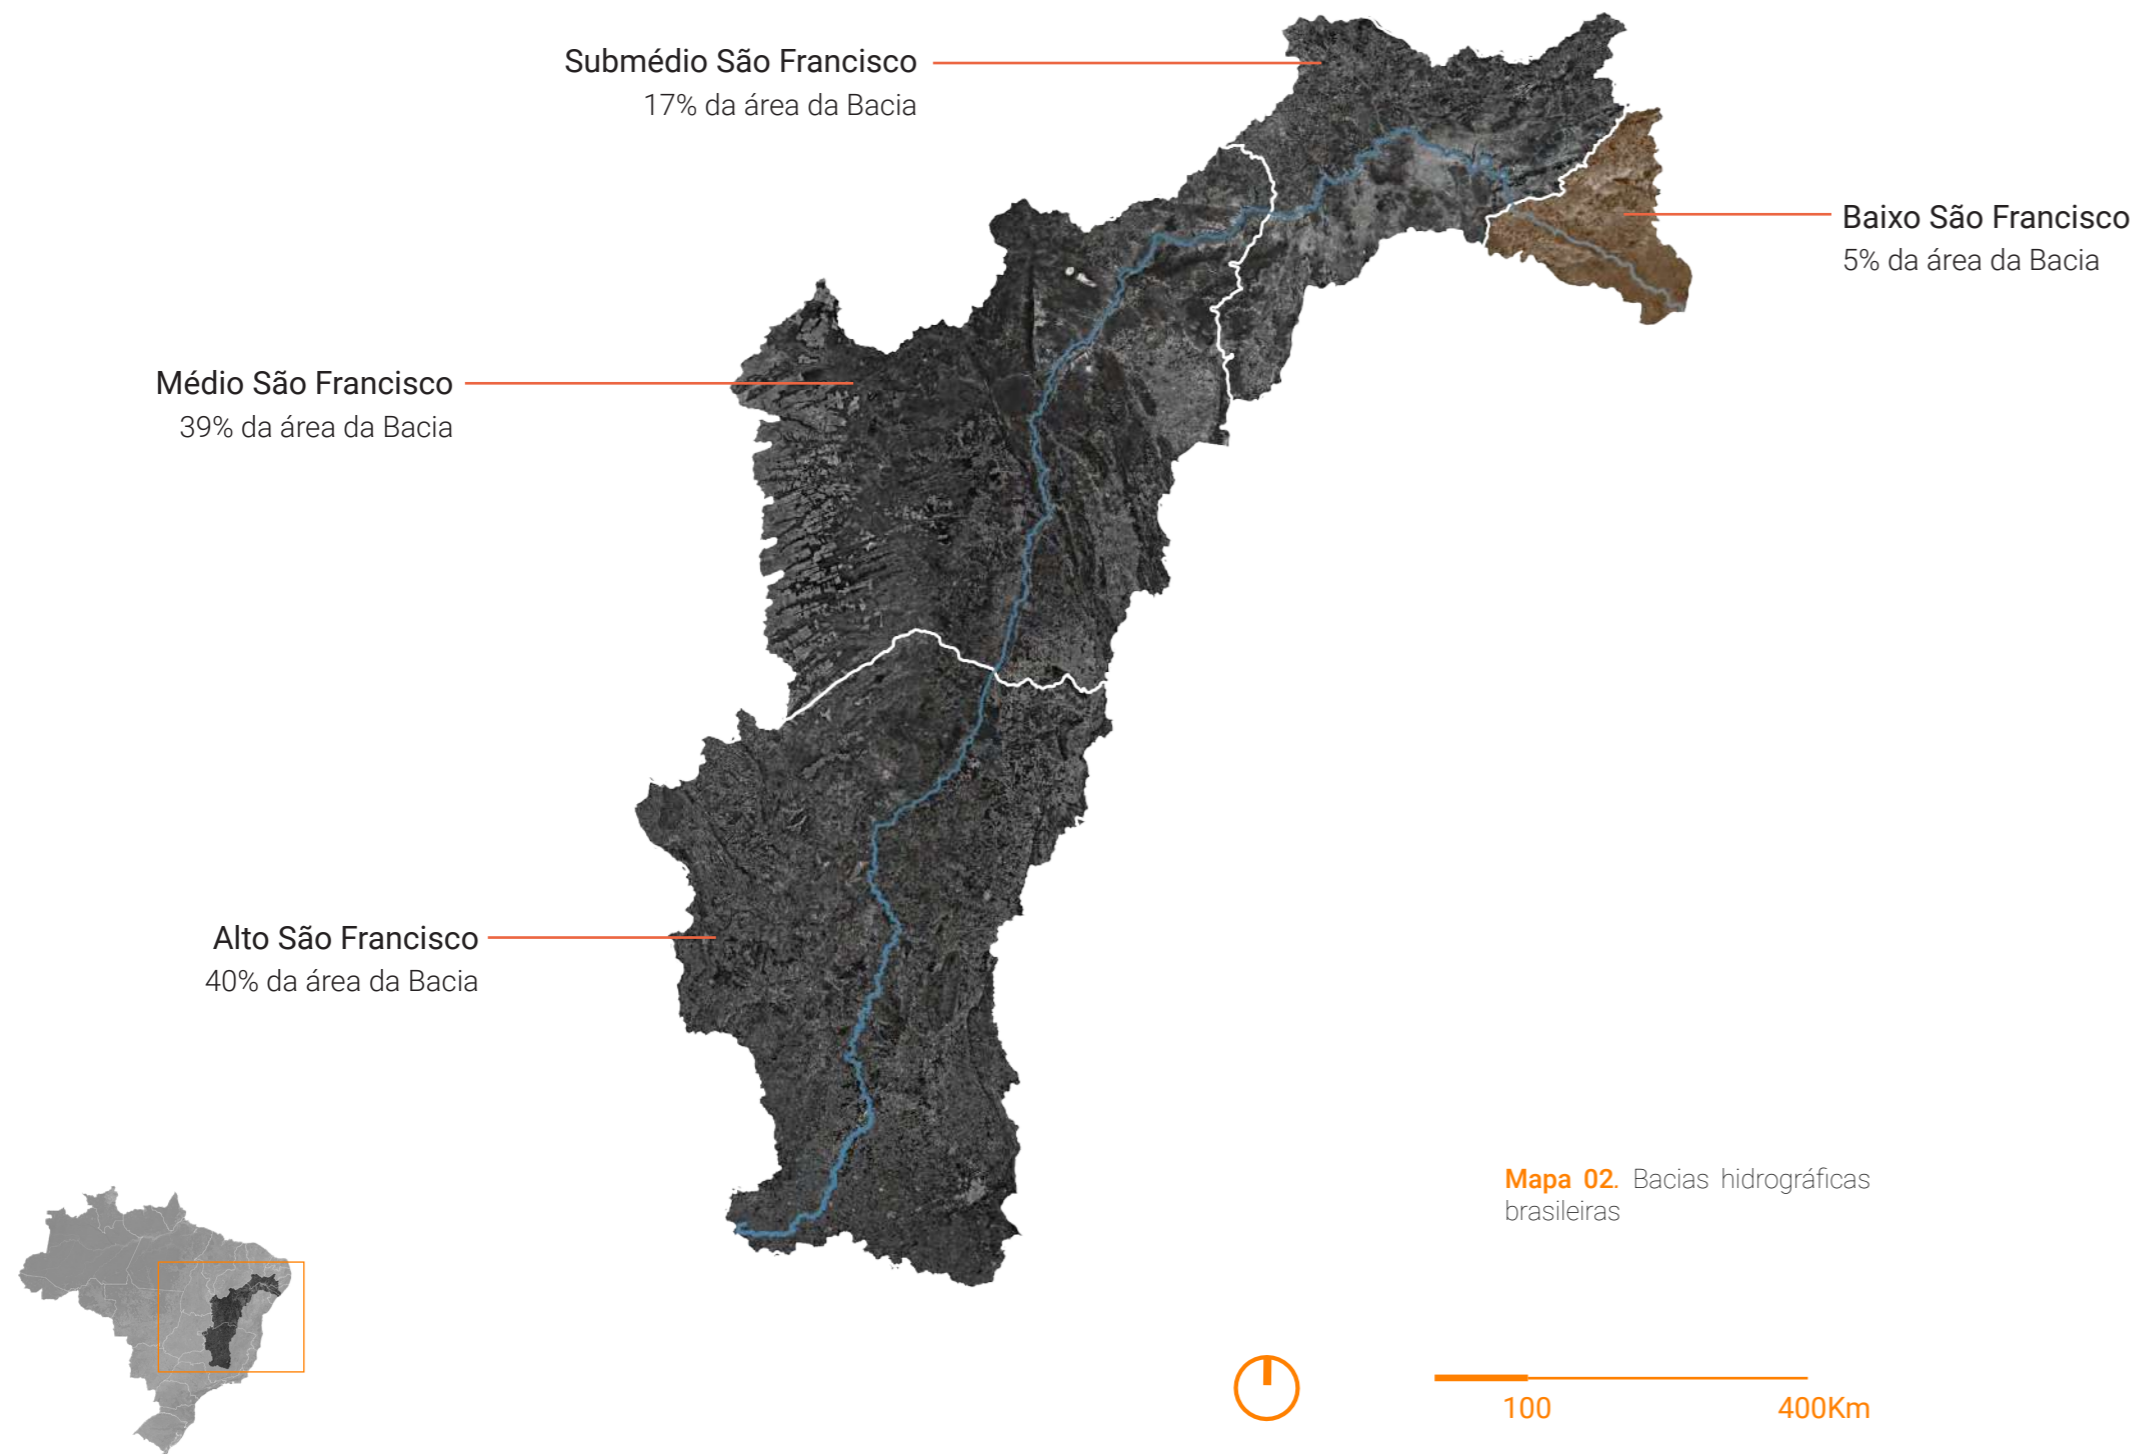 Submédio São Francisco
17% da área da Bacia
Baixo São Francisco
5% da área da Bacia
Médio São Francisco
39% da área da Bacia
Alto São Francisco
40% da área da Bacia
Mapa 02. Bacias hidrográficas
brasileiras
100
400Km